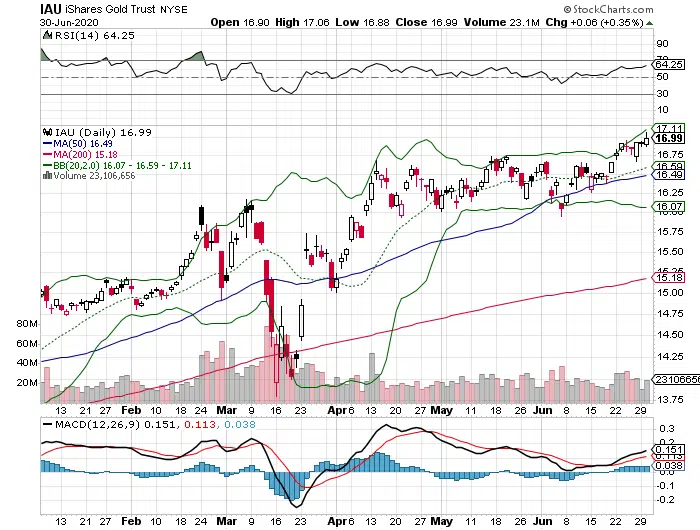 IAU iShares Gold Trust NYSE © StockCharts.com
30-Jun-2020 Open 16.90 High 17.06 Low 16.88 Close 16.99 Volume 23.1M Chg +0.06 (+0.35%)
RSI(14) 64.25
90
70
64.25
50
30
10
IAU (Daily) 16.99
MA(50) 16.49
MA(200) 15.18
BB(20,2.0) 16.07 - 16.59 - 17.11
Volume 23,106,656
17.11
16.99
16.75
16.59
16.49
16.25
16.07
15.75
15.50
15.18
15.00
14.75
14.50
14.25
13.75
80M
60M
40M
20M
23106656
13 21 27 Feb 10 18 24 Mar 9 16 23 Apr 6 13 20 27 May 11 18 26 Jun 8 15 22 29
MACD(12,26,9) 0.151, 0.113, 0.038
0.3
0.2
0.151
0.113
0.038
-0.1
-0.2
13 21 27 Feb 10 18 24 Mar 9 16 23 Apr 6 13 20 27 May 11 18 26 Jun 8 15 22 29